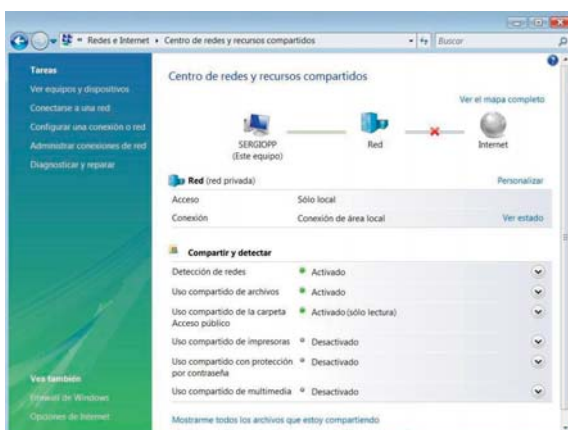 Redes e Internet ▸ Centro de redes y recursos compartidos
Buscar
Tareas
Ver equipos y dispositivos
Conectarse a una red
Configurar una conexión o red
Administrar conexiones de red
Diagnosticar y reparar
Vea también
Firewall de Windows
Opciones de Internet
Centro de redes y recursos compartidos
Ver el mapa completo
SERGIOPP
(Este equipo)
Red
Internet
Red (red privada) Personalizar
Acceso Sólo local
Conexión Conexión de área local Ver estado
Compartir y detectar
Detección de redes Activado
Uso compartido de archivos Activado
Uso compartido de la carpeta Activado (sólo lectura)
Acceso público
Uso compartido de impresoras Desactivado
Uso compartido con protección Desactivado
por contraseña
Uso compartido de multimedia Desactivado
Mostrarme todos los archivos que estoy compartiendo